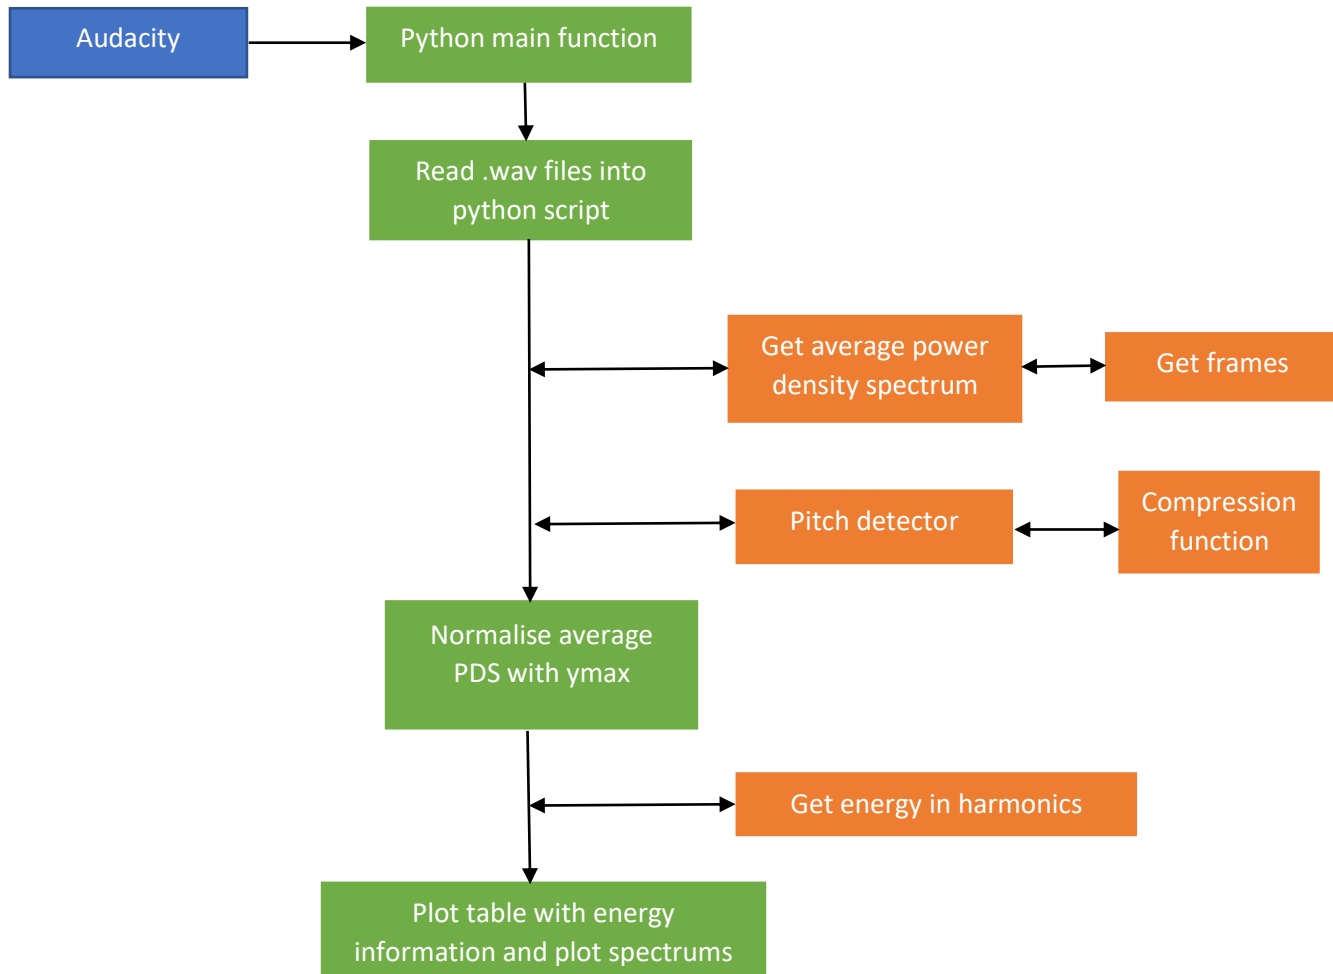 Audacity
Python main function
Read .wav files into
python script
Get average power
density spectrum
Get frames
Pitch detector
Compression
function
Normalise average
PDS with ymax
Get energy in harmonics
Plot table with energy
information and plot spectrums